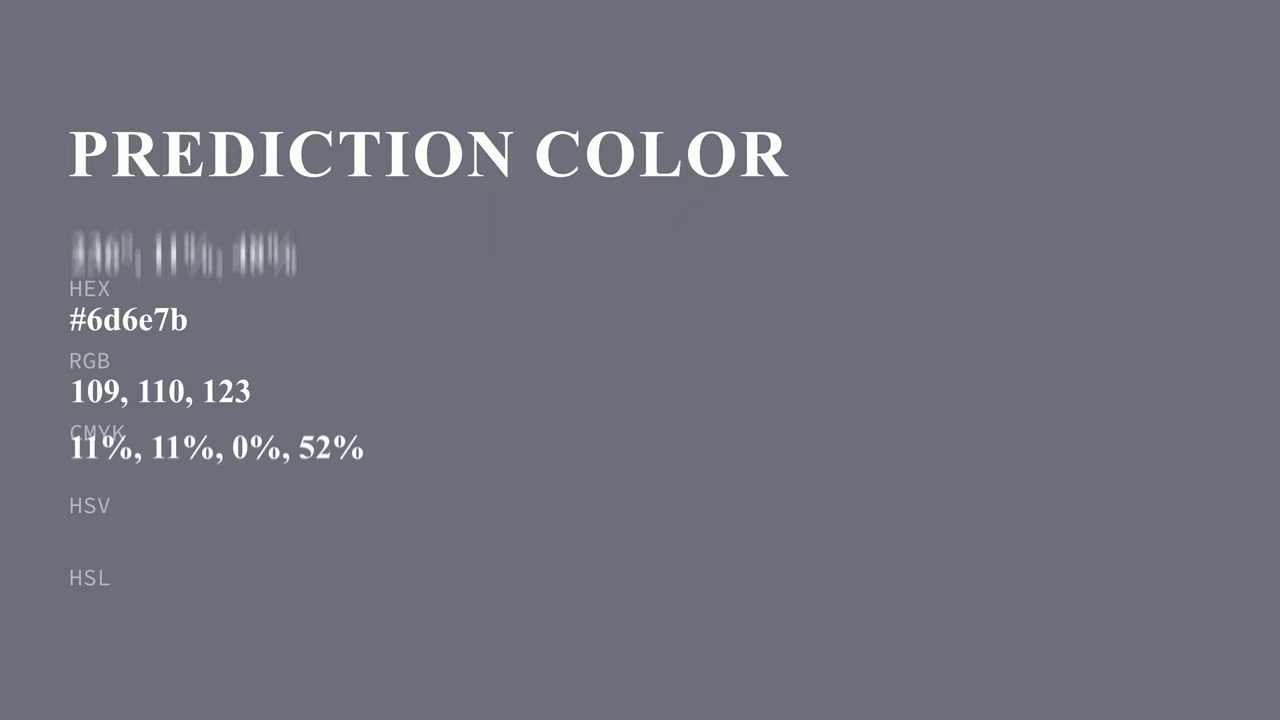 PREDICTION COLOR
HEX
#6d6e7b
RGB
109, 110, 123
CMYK
11%, 11%, 0%, 52%
HSV
HSL